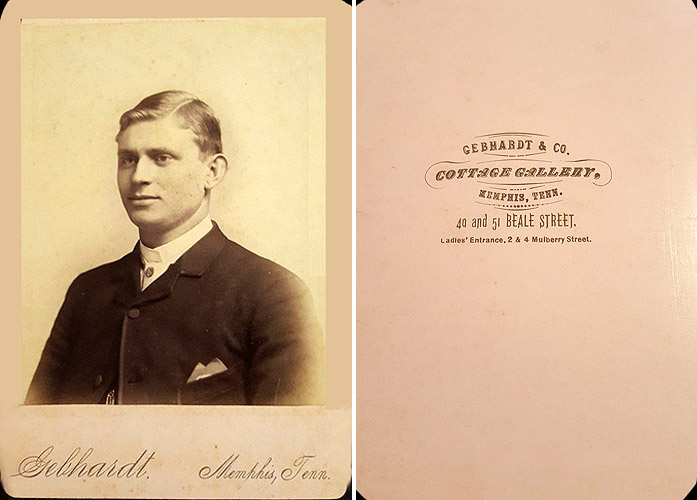 Gebhardt. Memphis, Tenn.
GEBHARDT & CO.
COTTAGE GALLERY,
MEMPHIS, TENN.
49 and 51 BEALE STREET.
Ladies' Entrance, 2 & 4 Mulberry Street.